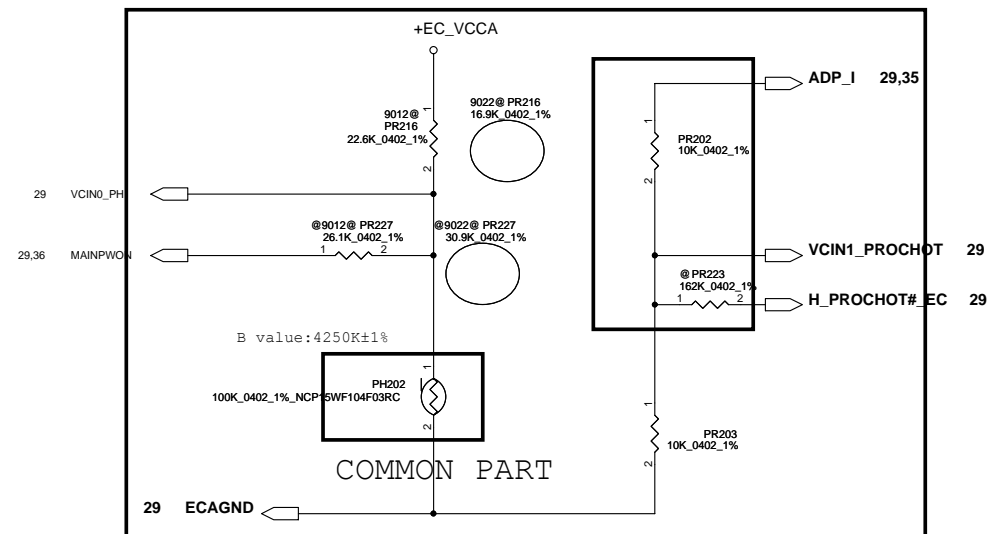 +EC_VCCA
1
9012@
PR216
22.6K_0402_1%
2
9022@ PR216
16.9K_0402_1%
29 VCIN0_PH
@9012@ PR227
26.1K_0402_1%
1 2
@9022@ PR227
30.9K_0402_1%
29,36 MAINPWON
B value:4250K±1%
1
PH202
100K_0402_1%_NCP15WF104F03RC
2
COMMON PART
29 ECAGND
ADP_I 29,35
1
PR202
10K_0402_1%
2
VCIN1_PROCHOT 29
@ PR223
162K_0402_1%
1 2
H_PROCHOT#_EC 29
1
PR203
10K_0402_1%
2